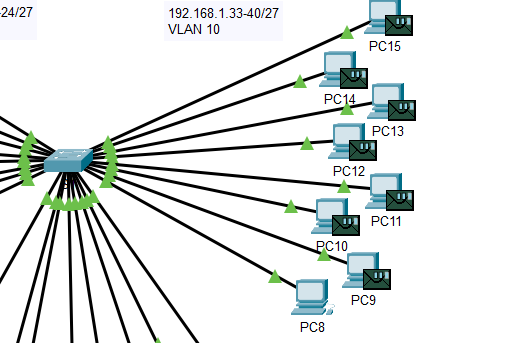 -24/27
192.168.1.33-40/27
VLAN 10
PC15
PC14
PC13
PC12
PC11
PC10
PC9
PC8